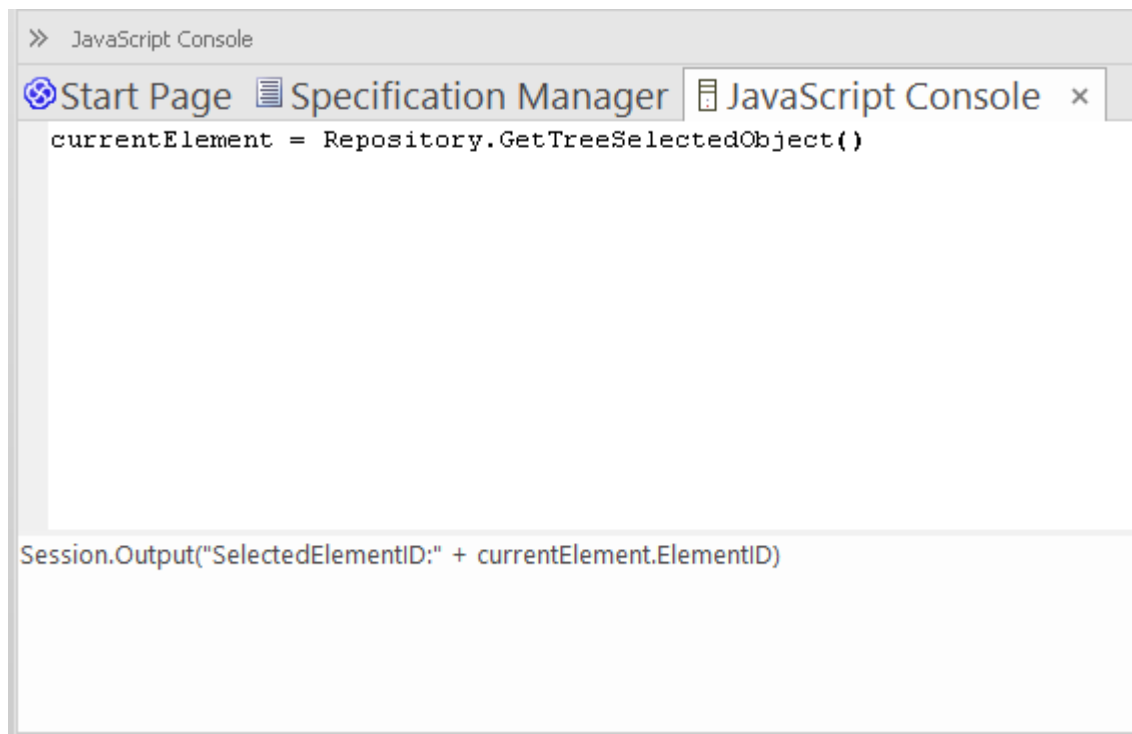 JavaScript Console
Start Page Specification Manager JavaScript Console
currentElement = Repository.GetTreeSelectedObject()
Session.Output("SelectedElementID:" + currentElement.ElementID)